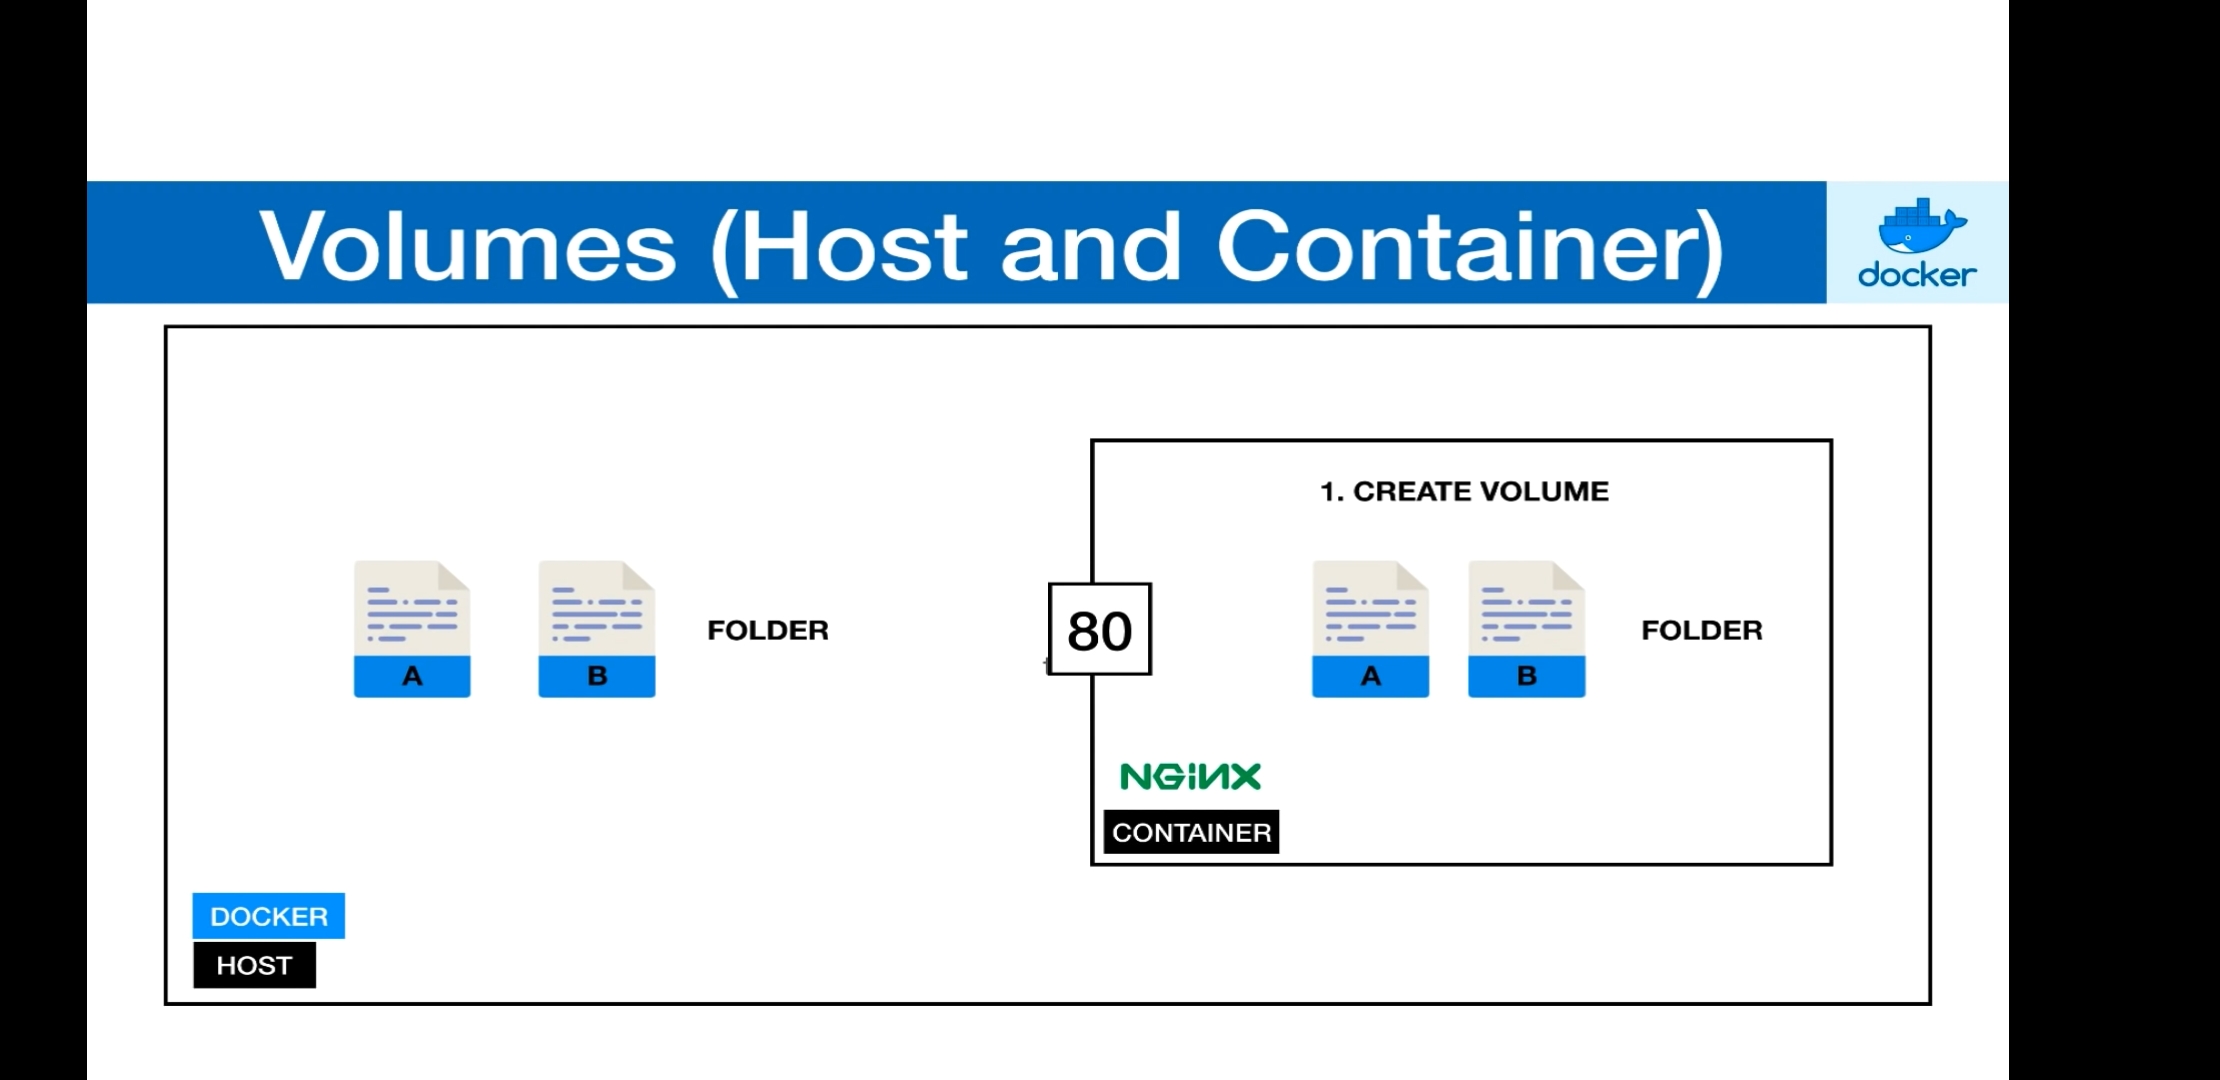 Volumes (Host and Container)
docker
1. CREATE VOLUME
A
B
FOLDER
80
A
B
FOLDER
NGINX
CONTAINER
DOCKER
HOST